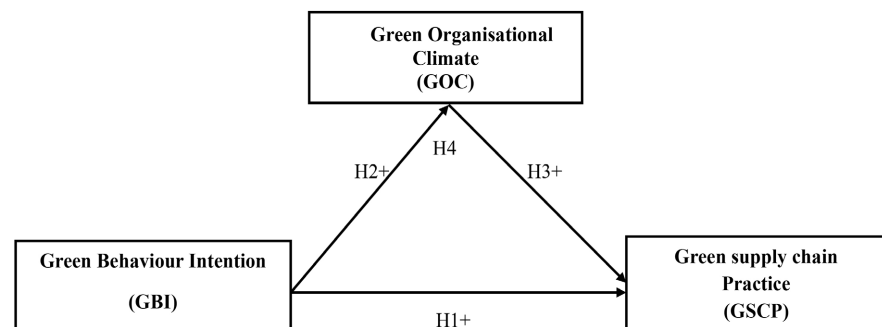 Green Organisational
Climate
(GOC)
H4
H2+
H3+
Green Behaviour Intention
(GBI)
Green supply chain
Practice
(GSCP)
H1+